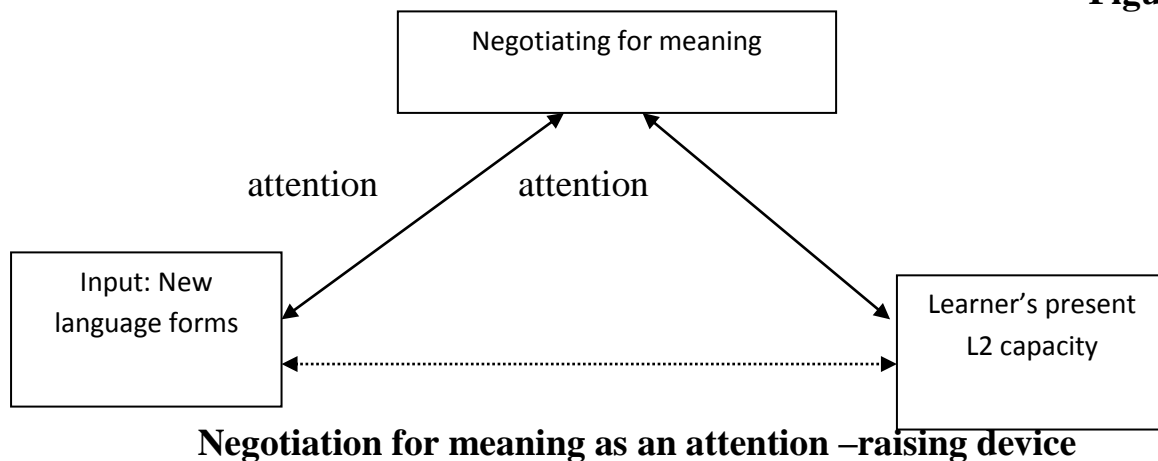 Figu
Negotiating for meaning
attention
attention
Input: New
language forms
Learner’s present
L2 capacity
Negotiation for meaning as an attention –raising device